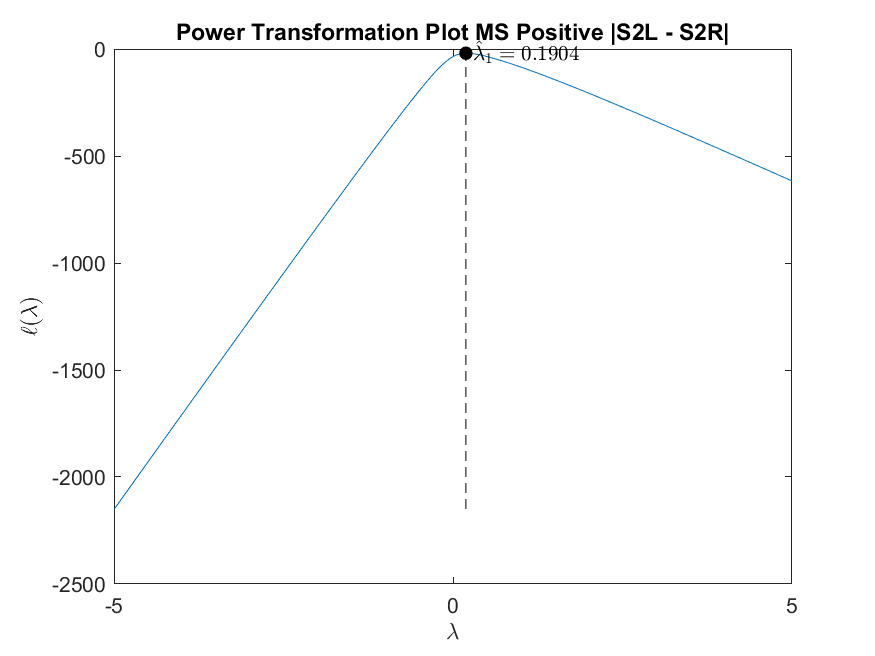 Power Transformation Plot MS Positive |S2L - S2R|
λ̂₁ = 0.1904
0
-500
-1000
-1500
-2000
-2500
ℓ(λ)
-5
0
5
λ